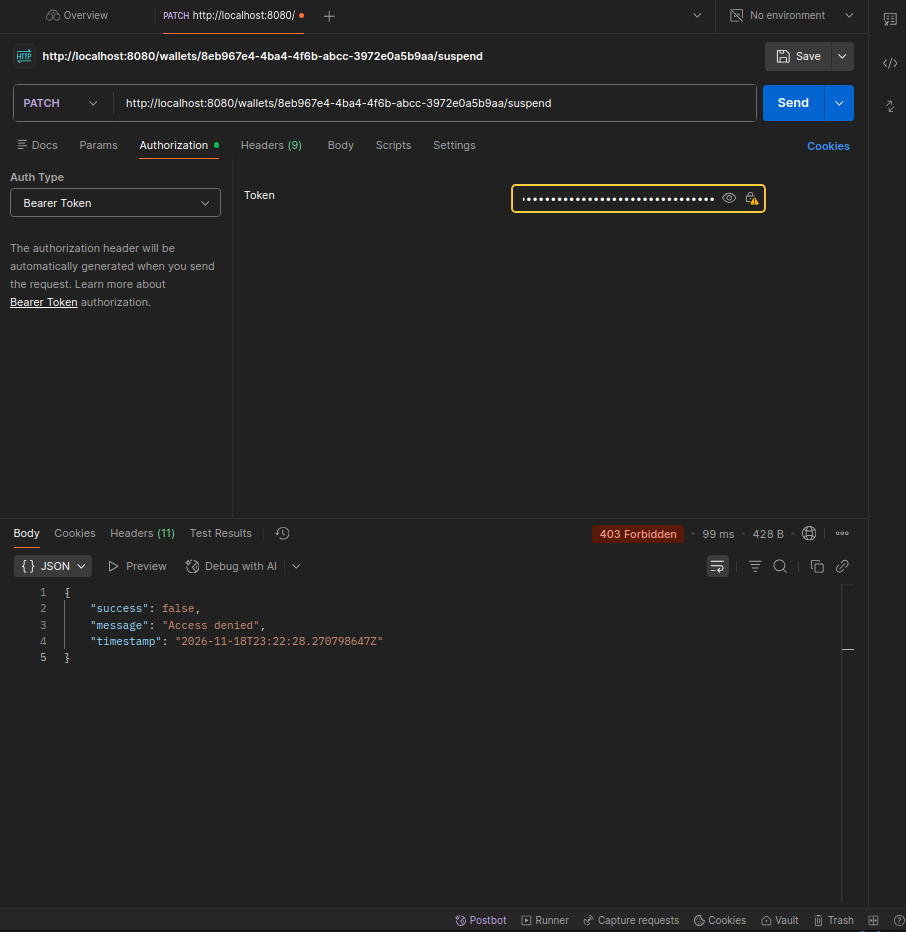 Overview
PATCH http://localhost:8080/
No environment
HTTP http://localhost:8080/wallets/8eb967e4-4ba4-4f6b-abcc-3972e0a5b9aa/suspend
Save
PATCH http://localhost:8080/wallets/8eb967e4-4ba4-4f6b-abcc-3972e0a5b9aa/suspend
Send
Docs Params Authorization Headers (9) Body Scripts Settings Cookies
Auth Type
Bearer Token
Token
The authorization header will be
automatically generated when you send
the request. Learn more about
Bearer Token authorization.
Body Cookies Headers (11) Test Results
403 Forbidden 99 ms 428 B
{} JSON Preview Debug with AI
1 {
2 "success": false,
3 "message": "Access denied",
4 "timestamp": "2026-11-18T23:22:28.270798647Z"
5 }
Postbot Runner Capture requests Cookies Vault Trash